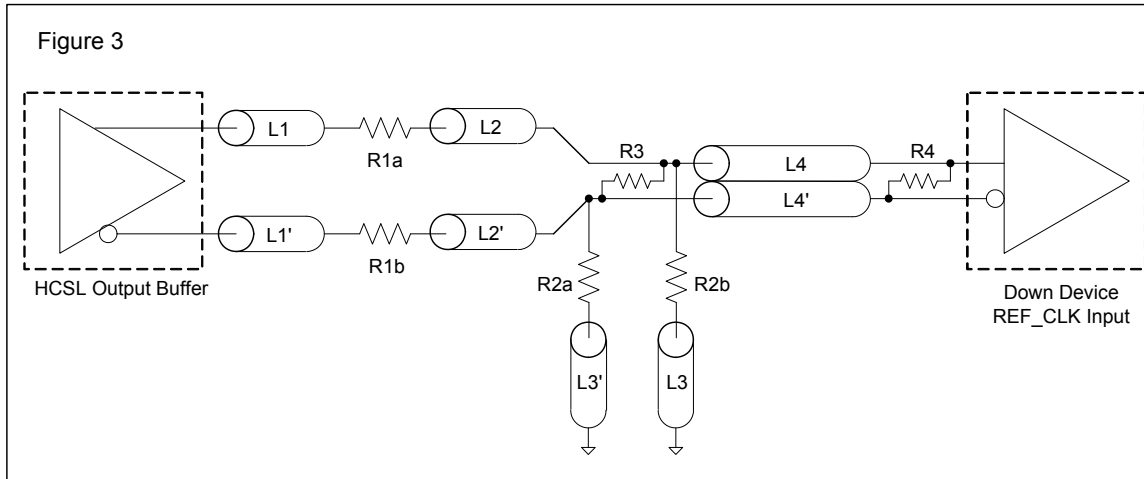 Figure 3
L1
R1a
L2
R3
L4
R4
L4'
L1'
R1b
L2'
HCSL Output Buffer
R2a
R2b
Down Device
REF_CLK Input
L3'
L3